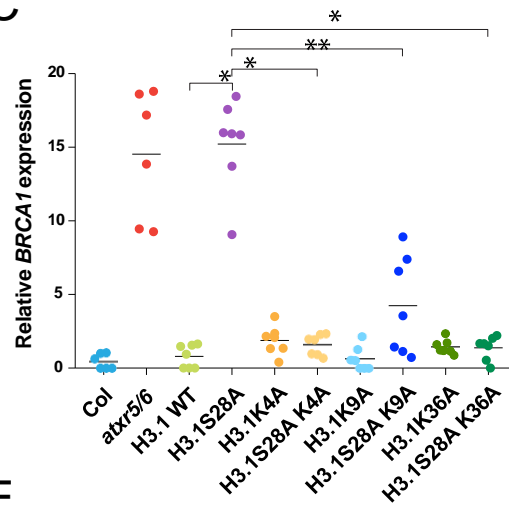 C
*
**
*
*
20
15
10
5
0
Relative BRCA1 expression
Col
atxr5/6
H3.1 WT
H3.1S28A
H3.1K4A
H3.1S28A K4A
H3.1K9A
H3.1S28A K9A
H3.1K36A
H3.1S28A K36A